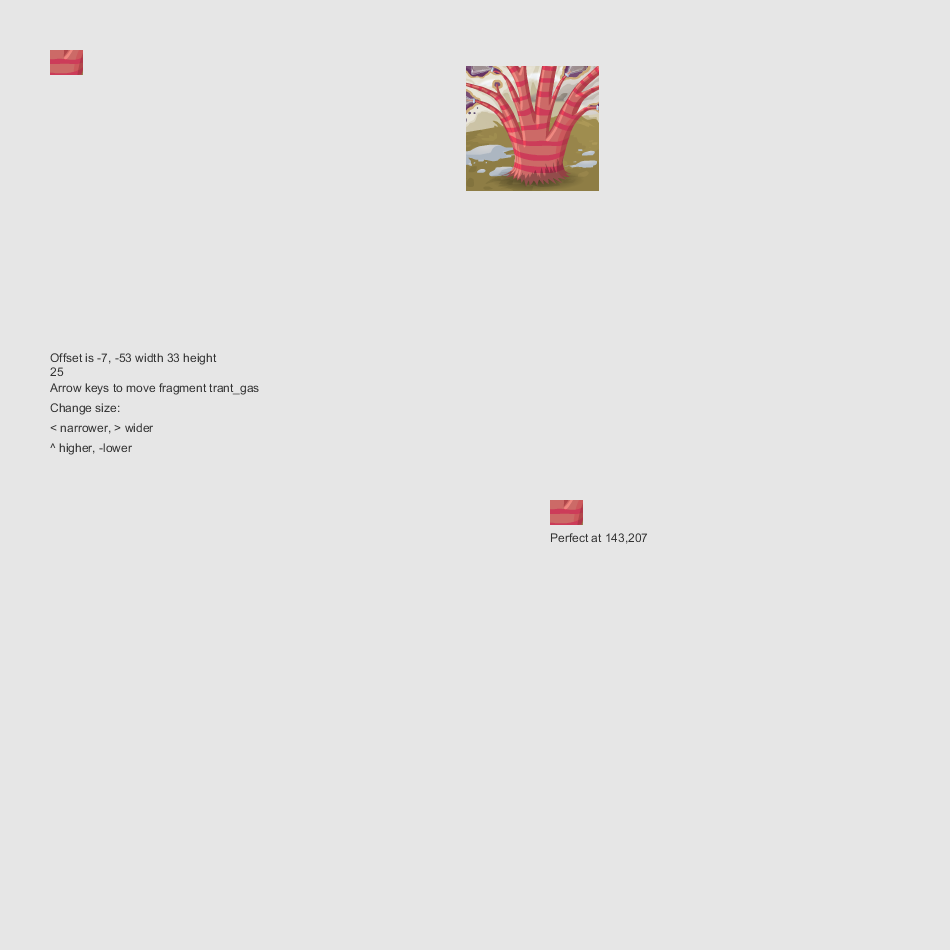 Offset is -7, -53 width 33 height
25
Arrow keys to move fragment trant_gas
Change size:
< narrower, > wider
^ higher, -lower
Perfect at 143,207